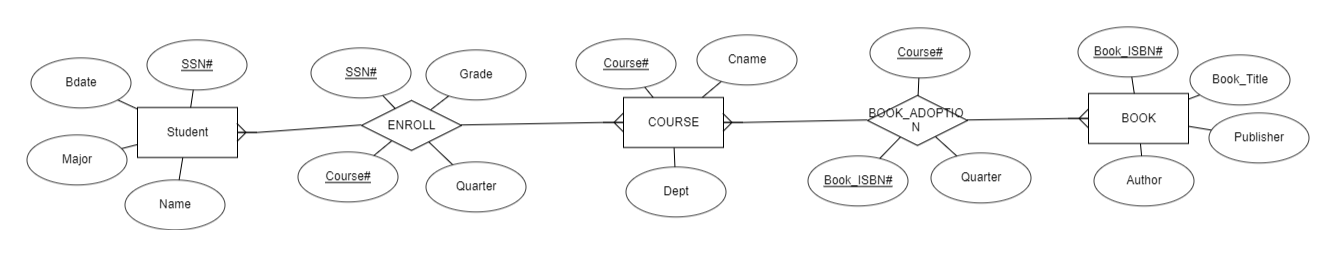 Bdate
SSN#
Major
Student
Name
SSN#
Grade
ENROLL
Course#
Quarter
Course#
Cname
COURSE
Dept
Course#
BOOK_ADOPTIO
N
Book_ISBN#
Quarter
Book_ISBN#
Book_Title
BOOK
Publisher
Author